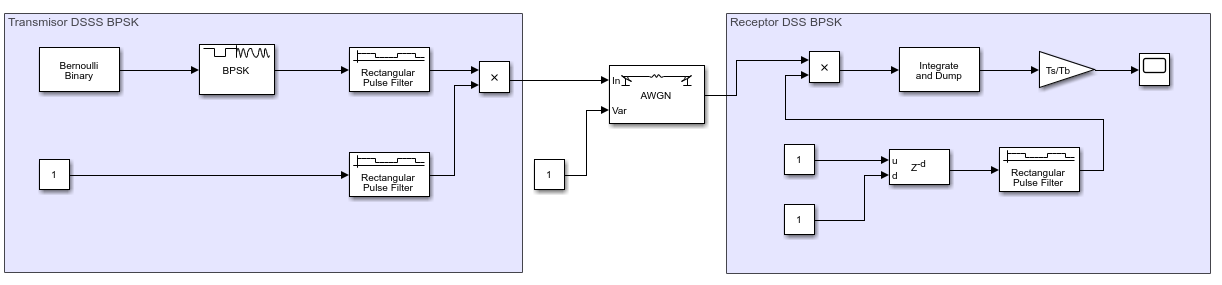 Transmisor DSSS BPSK
Bernoulli
Binary
BPSK
Rectangular
Pulse Filter
×
1
Rectangular
Pulse Filter
1
In
AWGN
Var
Receptor DSS BPSK
×
Integrate
and Dump
Ts/Tb
1
u
d
Z-d
1
Rectangular
Pulse Filter